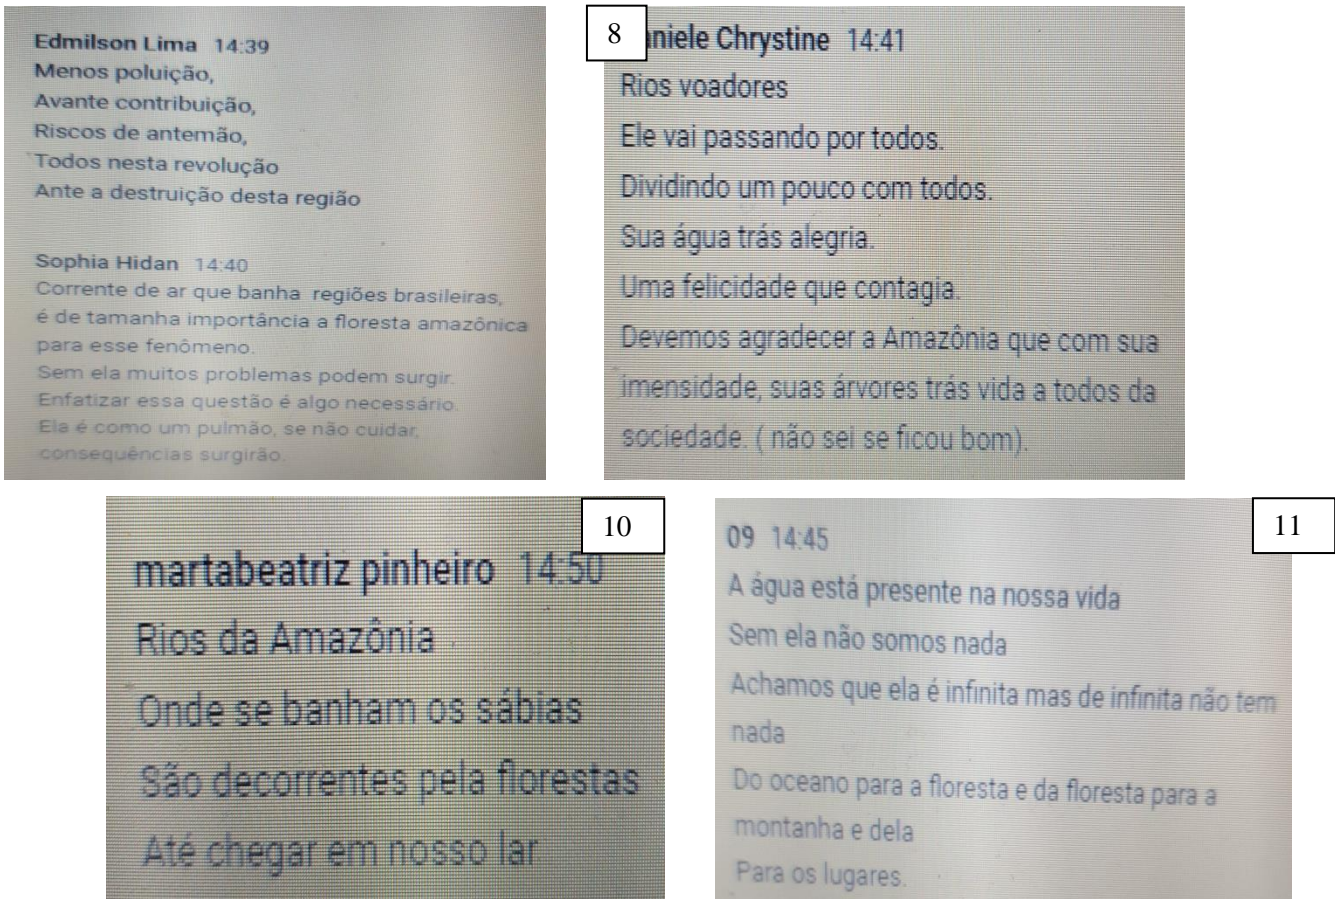 Edmilson Lima 14:39
Menos poluição,
Avante contribuição,
Riscos de antemão,
Todos nesta revolução
Ante a destruição desta região
Sophia Hidan 14:40
Corrente de ar que banha regiões brasileiras,
é de tamanha importância a floresta amazônica
para esse fenômeno.
Sem ela muitos problemas podem surgir.
Enfatizar essa questão é algo necessário.
Ela é como um pulmão, se não cuidar,
consequências surgirão.
8
niele Chrystine 14:41
Rios voadores
Ele vai passando por todos.
Dividindo um pouco com todos.
Sua água trás alegria.
Uma felicidade que contagia.
Devemos agradecer a Amazônia que com sua
imensidade, suas árvores trás vida a todos da
sociedade. ( não sei se ficou bom).
10
martabeatriz pinheiro 14:50
Rios da Amazônia
Onde se banham os sábias
São decorrentes pela florestas
Até chegar em nosso lar
11
09 14:45
A água está presente na nossa vida
Sem ela não somos nada
Achamos que ela é infinita mas de infinita não tem
nada
Do oceano para a floresta e da floresta para a
montanha e dela
Para os lugares.